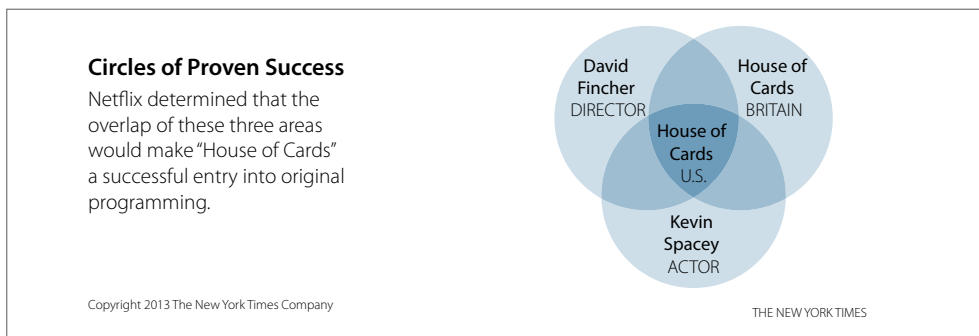 Circles of Proven Success
Netflix determined that the
overlap of these three areas
would make “House of Cards”
a successful entry into original
programming.
David
Fincher
DIRECTOR
House of
Cards
BRITAIN
House of
Cards
U.S.
Kevin
Spacey
ACTOR
Copyright 2013 The New York Times Company
THE NEW YORK TIMES